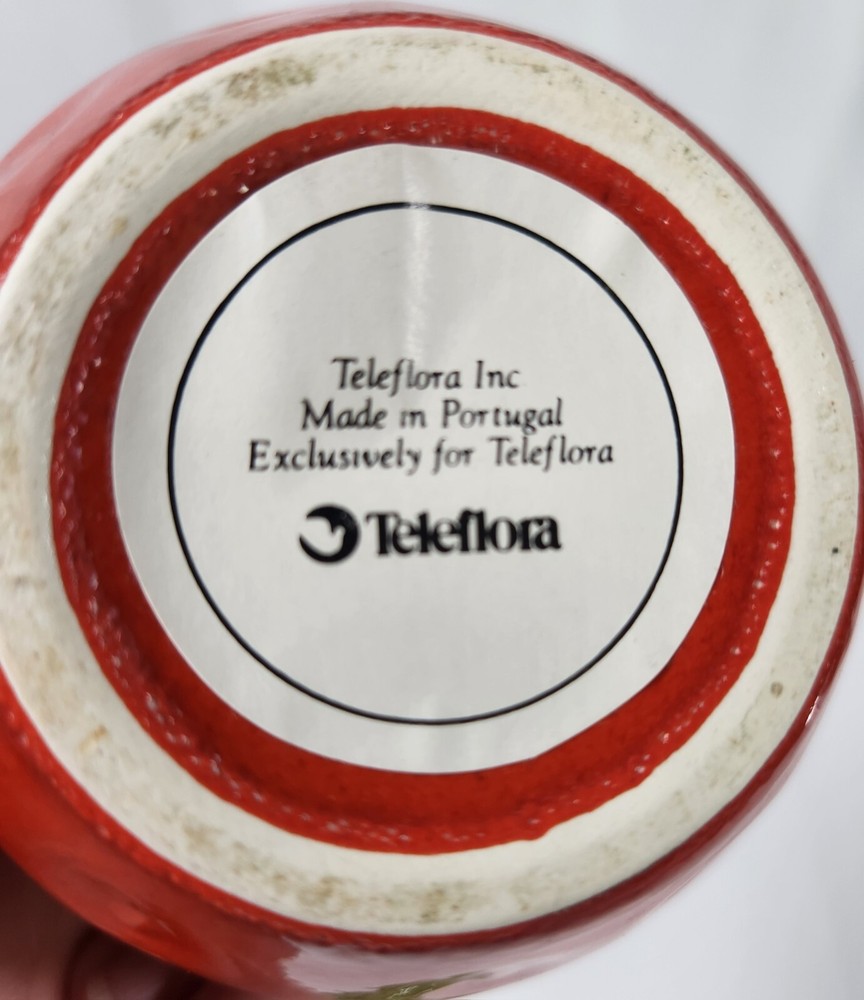 Teleflora Inc
Made in Portugal
Exclusively for Teleflora
Teleflora